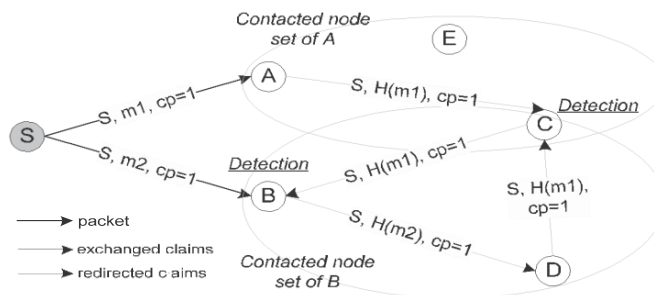 Contacted node
set of A
E
A
S, m1, cp=1
S, H(m1), cp=1
Detection
C
S
S, m2, cp=1
Detection
S, H(m1), cp=1
B
S, H(m1),
cp=1
S, H(m2), cp=1
packet
exchanged claims
redirected c aims
Contacted node
set of B
D